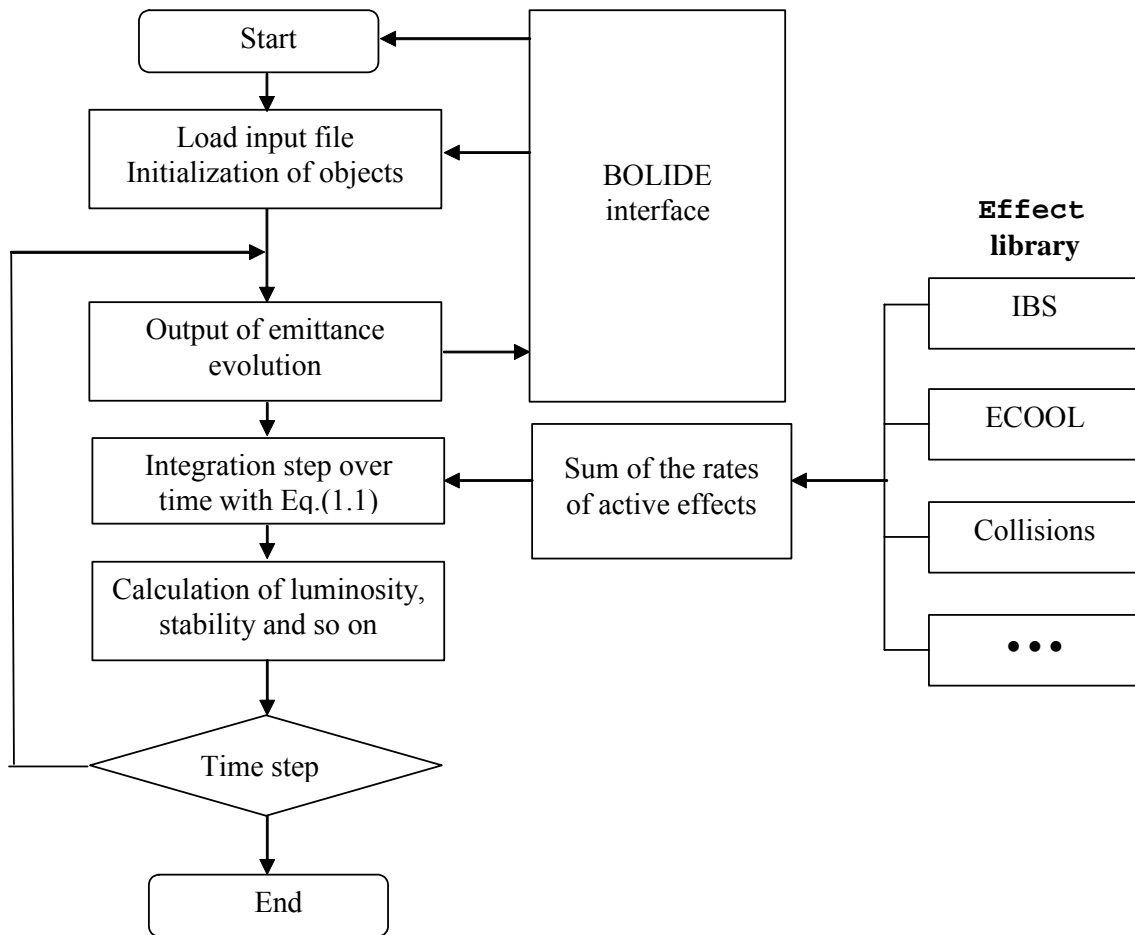 Start
Load input file
Initialization of objects
BOLIDE
interface
Effect
library
IBS
Output of emittance
evolution
ECOOL
Integration step over
time with Eq.(1.1)
Sum of the rates
of active effects
Collisions
Calculation of luminosity,
stability and so on
•••
Time step
End